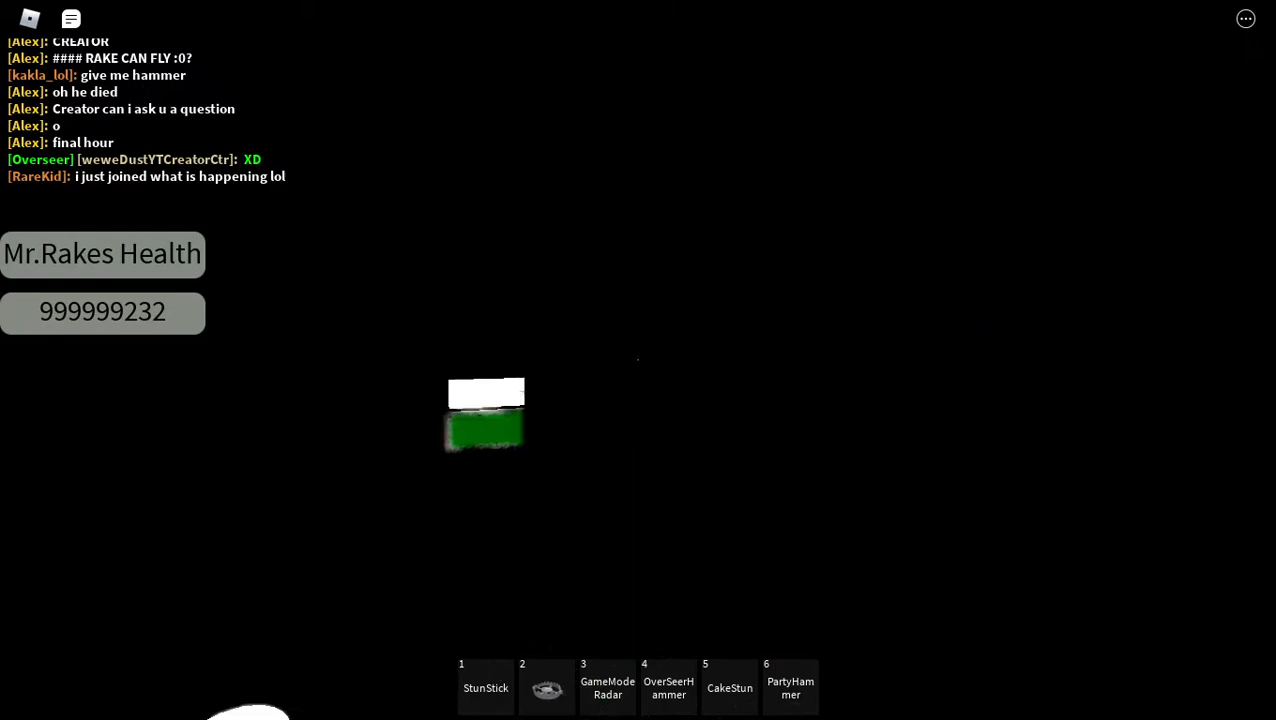 [Alex]: CREATOR
[Alex]: #### RAKE CAN FLY :0?
[kakla_lol]: give me hammer
[Alex]: oh he died
[Alex]: Creator can i ask u a question
[Alex]: o
[Alex]: final hour
[Overseer] [weweDustYTCreatorCtr]: XD
[RareKid]: i just joined what is happening lol
Mr.Rakes Health
999999232
1
StunStick
2
3
GameMode
Radar
4
OverSeerH
ammer
5
CakeStun
6
PartyHam
mer